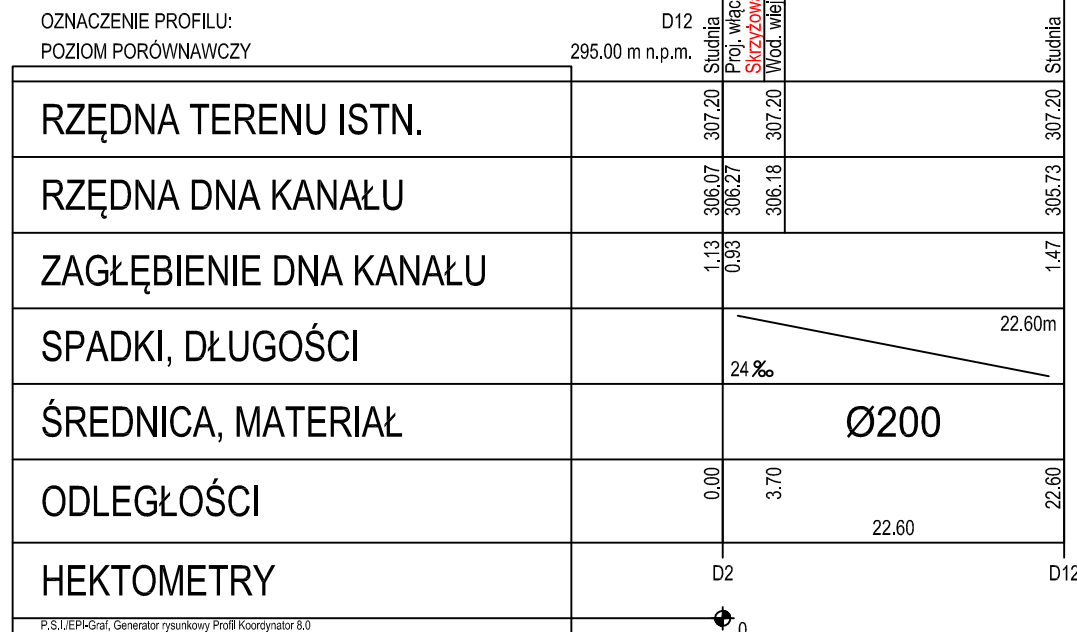 OZNACZENIE PROFILU: D12
POZIOM PORÓWNAWCZY 295.00 m n.p.m.
Studnia
Proj.
Wod.
Studnia
RZĘDNA TERENU ISTN. 307.20 307.20 307.20
RZĘDNA DNA KANAŁU 306.07 306.27 306.18 305.73
ZAGŁĘBIENIE DNA KANAŁU 1.13 0.93 1.47
SPADKI, DŁUGOŚCI 24 ‰ 22.60m
ŚREDNICA, MATERIAŁ Ø200
ODLEGŁOŚCI 0.00 3.70 22.60
22.60
HEKTOMETRY D2 D12
P.S.I./EPI-Graf, Generator rysunkowy Profil Koordynator 8.0
0